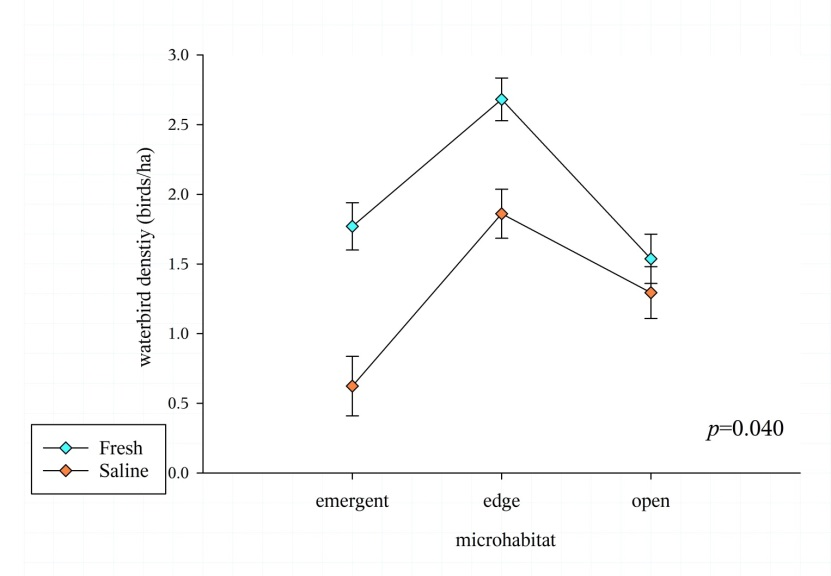 3.0
2.5
2.0
1.5
1.0
0.5
0.0
waterbird denstiy (birds/ha)
p=0.040
Fresh
Saline
emergent edge open
microhabitat